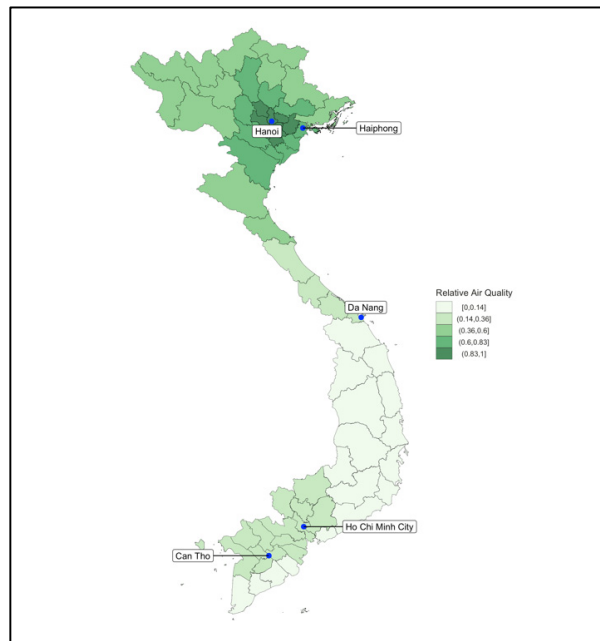 Hanoi
Haiphong
Da Nang
Relative Air Quality
[0,0.14]
(0.14,0.36]
(0.36,0.6]
(0.6,0.83]
(0.83,1]
Ho Chi Minh City
Can Tho